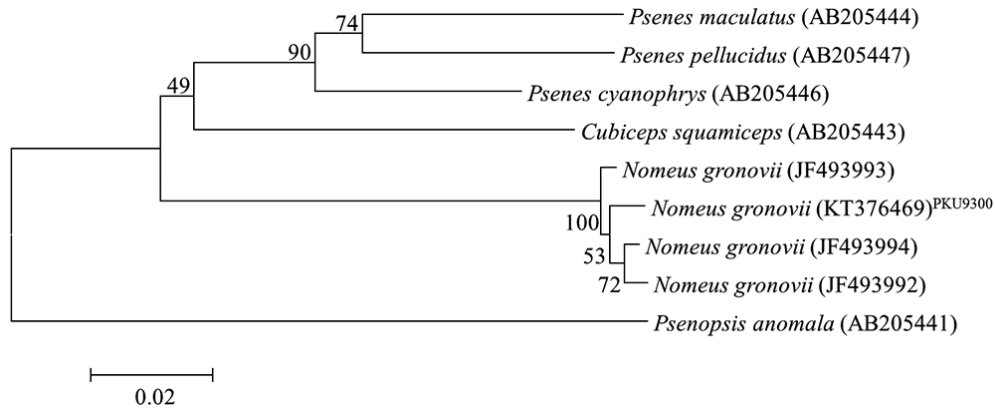 Psenes maculatus (AB205444)
74
Psenes pellucidus (AB205447)
90
Psenes cyanophrys (AB205446)
49
Cubiceps squamiceps (AB205443)
Nomeus gronovii (JF493993)
Nomeus gronovii (KT376469)PKU9300
100
Nomeus gronovii (JF493994)
53
Nomeus gronovii (JF493992)
72
Psenopsis anomala (AB205441)
0.02